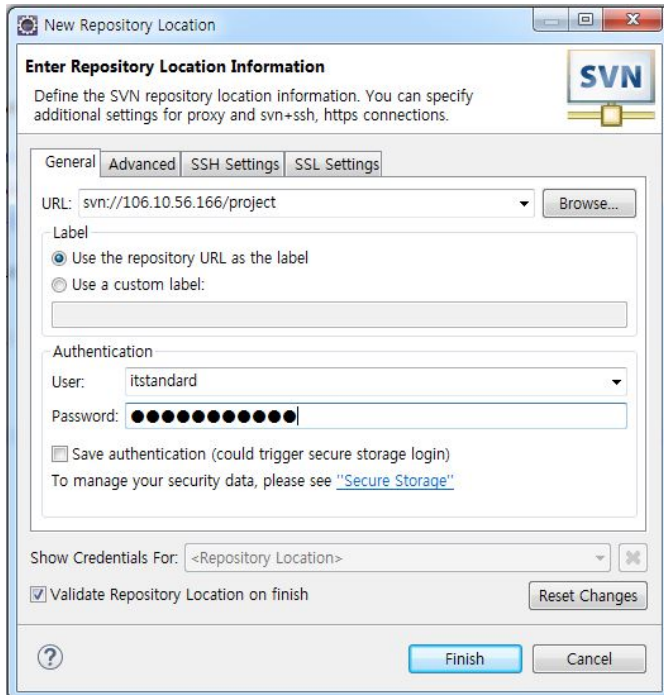 New Repository Location
Enter Repository Location Information
Define the SVN repository location information. You can specify
additional settings for proxy and svn+ssh, https connections.
SVN
General Advanced SSH Settings SSL Settings
URL: svn://106.10.56.166/project Browse...
Label
Use the repository URL as the label
Use a custom label:
Authentication
User: itstandard
Password: ●●●●●●●●●●●
Save authentication (could trigger secure storage login)
To manage your security data, please see "Secure Storage"
Show Credentials For: <Repository Location>
Validate Repository Location on finish Reset Changes
? Finish Cancel